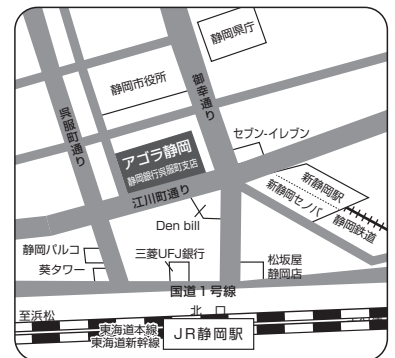 静岡県庁
静岡市役所
御幸通り
呉服町通り
セブン-イレブン
アゴラ静岡
静岡銀行呉服町支店
江川町通り
新静岡駅
新静岡セノバ
静岡鉄道
Den bill
静岡パルコ
葵タワー
三菱UFJ銀行
松坂屋
静岡店
国道1号線
北口
至浜松
東海道本線
東海道新幹線
JR静岡駅